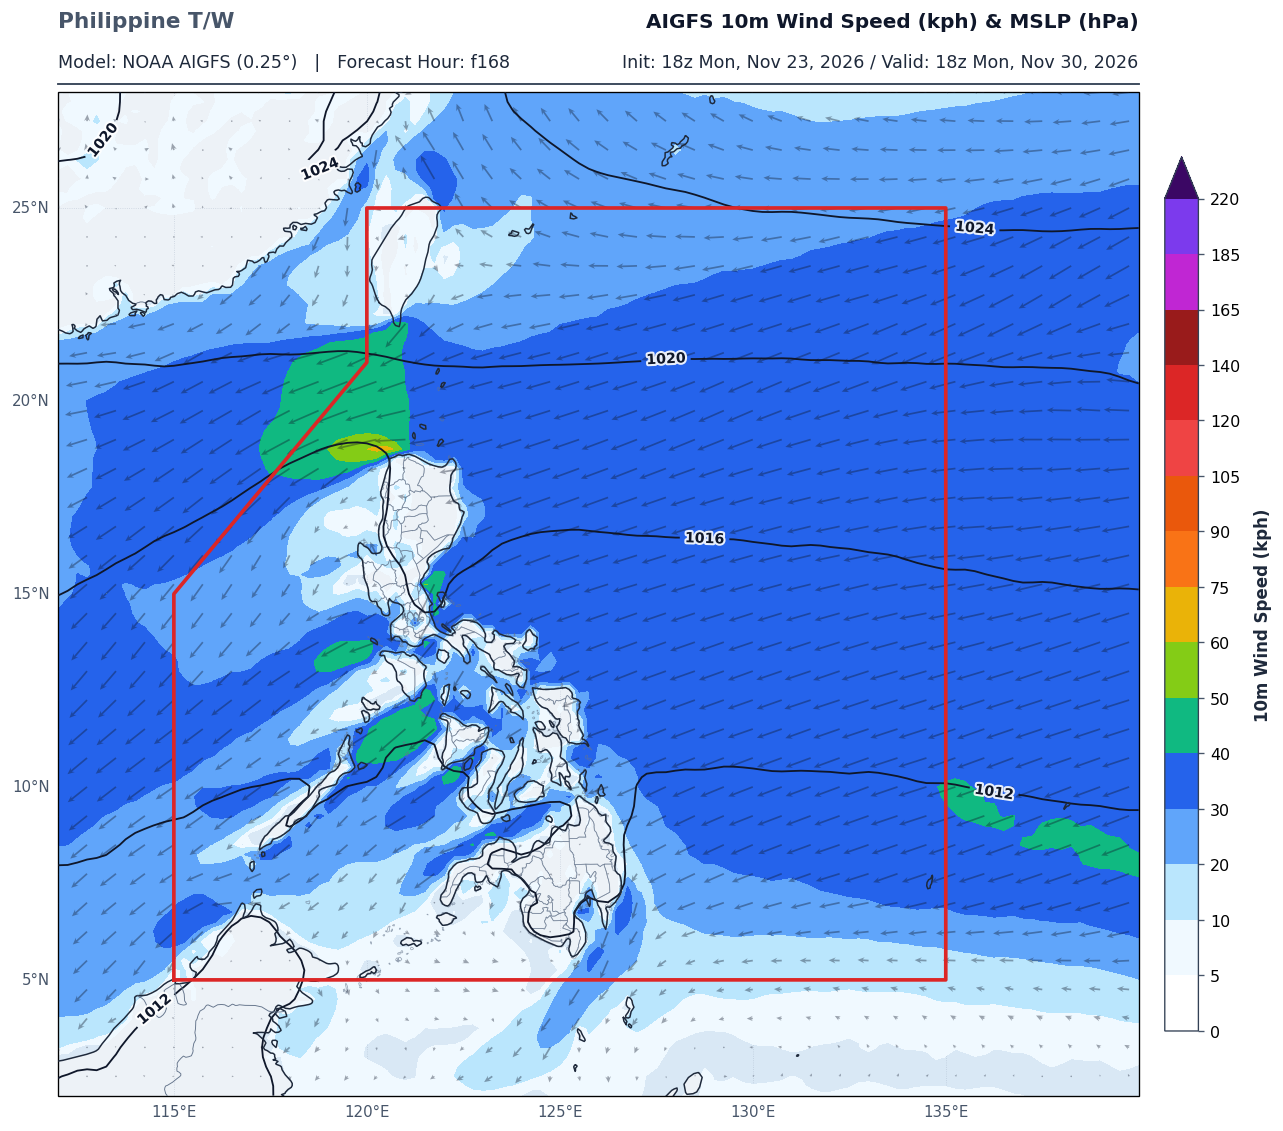 Philippine T/W
AIGFS 10m Wind Speed (kph) & MSLP (hPa)
Model: NOAA AIGFS (0.25°)   |   Forecast Hour: f168
Init: 18z Mon, Nov 23, 2026 / Valid: 18z Mon, Nov 30, 2026
1020
1024
25°N
1024
1020
20°N
1016
15°N
10°N
1012
5°N
1012
115°E
120°E
125°E
130°E
135°E
220
185
165
140
120
105
90
75
60
50
40
30
20
10
5
0
10m Wind Speed (kph)